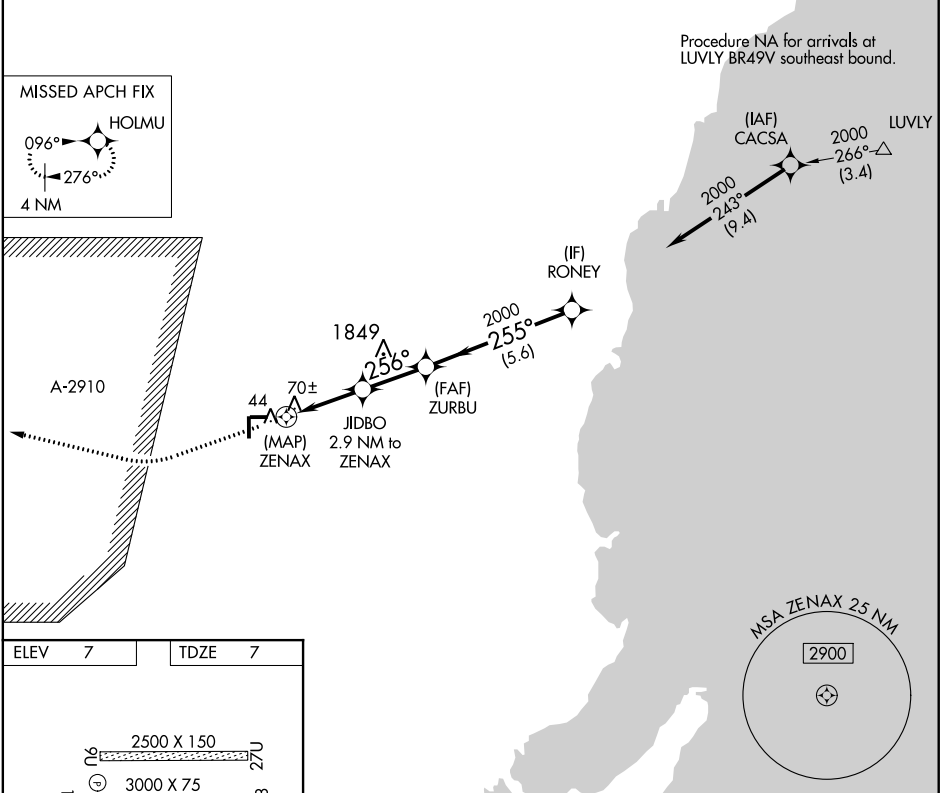 Procedure NA for arrivals at
LUVLY BR49V southeast bound.
MISSED APCH FIX
HOLMU
096°
276°
4 NM
(IAF)
CACSA
LUVLY
2000
266°
(3.4)
2000
243°
(9.4)
(IF)
RONEY
2000
255°
(5.6)
1849
256°
(FAF)
ZURBU
A-2910
44
70±
JIDBO
2.9 NM to
ZENAX
(MAP)
ZENAX
MSA ZENAX 25 NM
2900
ELEV 7
TDZE 7
2500 X 150
09U
27U
P
3000 X 75